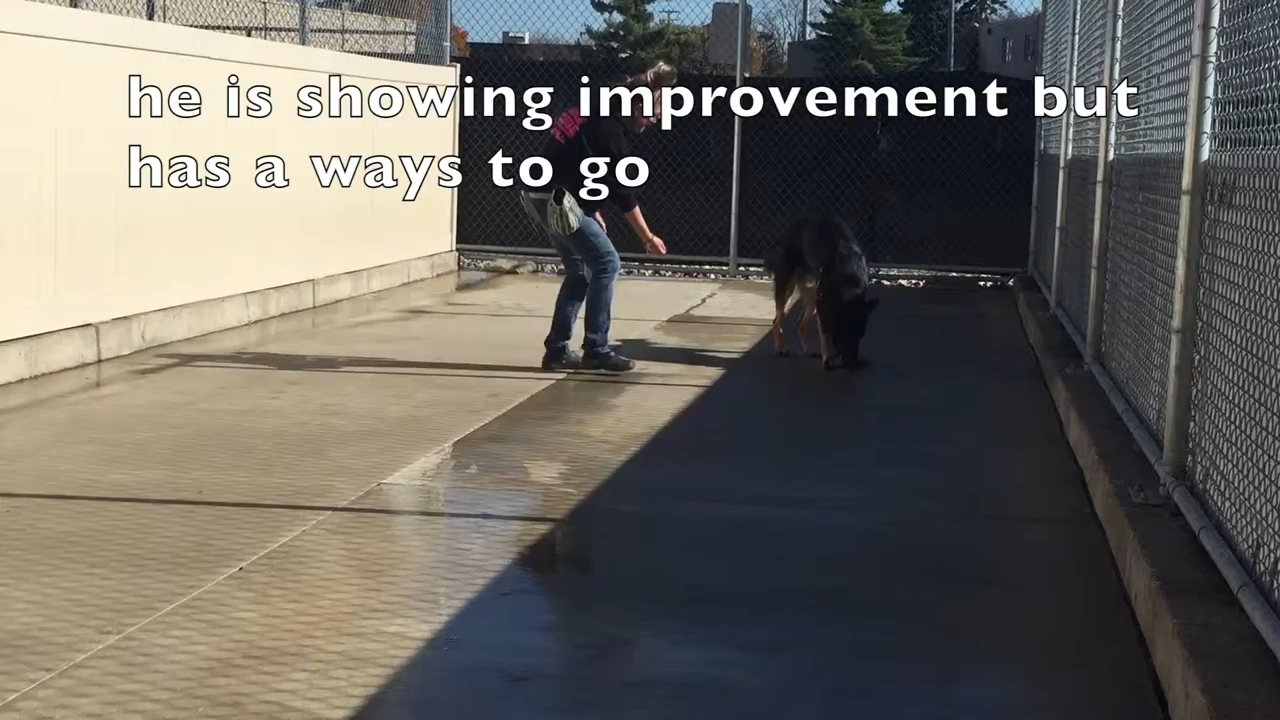 he is showing improvement but
has a ways to go